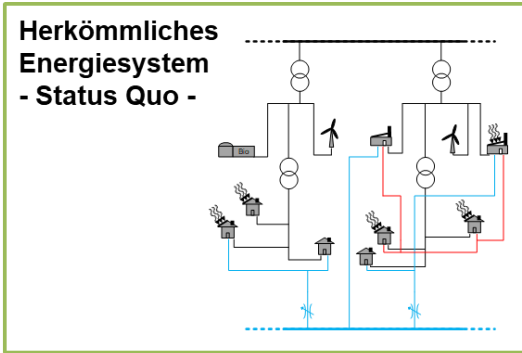 Herkömmliches
Energiesystem
- Status Quo -
Bio